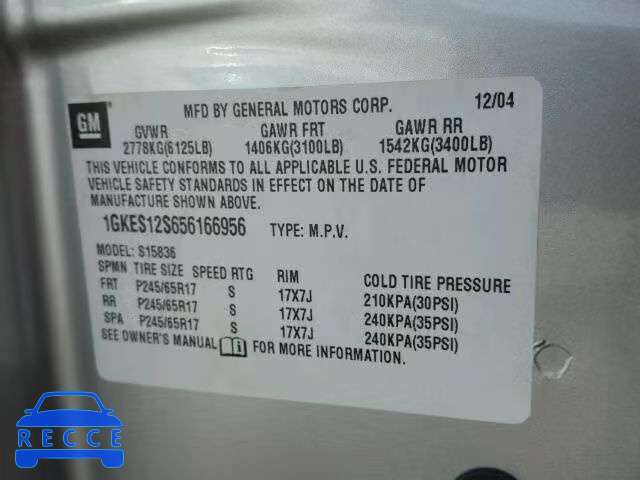 GM
MFD BY GENERAL MOTORS CORP. 12/04
GVWR GAWR FRT GAWR RR
2778KG(6125LB) 1406KG(3100LB) 1542KG(3400LB)
THIS VEHICLE CONFORMS TO ALL APPLICABLE U.S. FEDERAL MOTOR
VEHICLE SAFETY STANDARDS IN EFFECT ON THE DATE OF
MANUFACTURE SHOWN ABOVE.
1GKES12S656166956 TYPE: M.P.V.
MODEL: S15836
SPMN TIRE SIZE SPEED RTG RIM COLD TIRE PRESSURE
FRT P245/65R17 S 17X7J 210KPA(30PSI)
RR P245/65R17 S 17X7J 240KPA(35PSI)
SPA P245/65R17 S 17X7J 240KPA(35PSI)
SEE OWNER'S MANUAL i FOR MORE INFORMATION.
RECCE